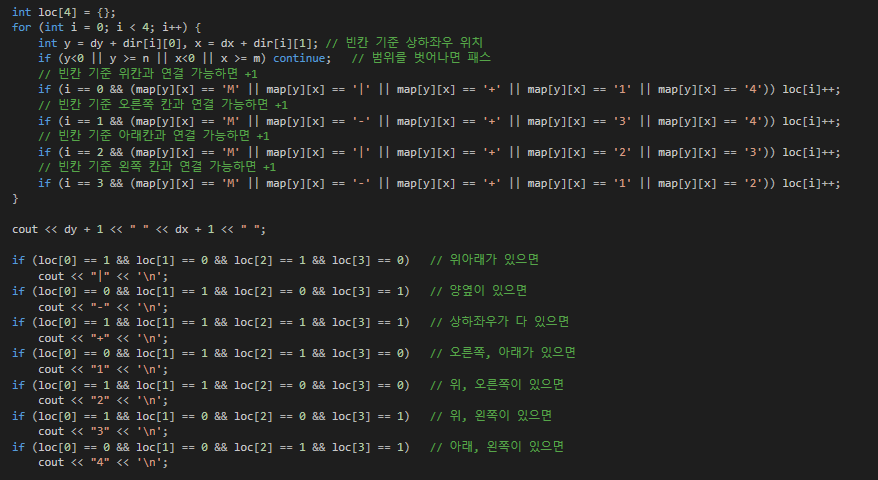 int loc[4] = {};
for (int i = 0; i < 4; i++) {
    int y = dy + dir[i][0], x = dx + dir[i][1]; // 빈칸 기준 상하좌우 위치
    if (y<0 || y >= n || x<0 || x >= m) continue;   // 범위를 벗어나면 패스
    // 빈칸 기준 위칸과 연결 가능하면 +1
    if (i == 0 && (map[y][x] == 'M' || map[y][x] == '|' || map[y][x] == '+' || map[y][x] == '1' || map[y][x] == '4')) loc[i]++;
    // 빈칸 기준 오른쪽 칸과 연결 가능하면 +1
    if (i == 1 && (map[y][x] == 'M' || map[y][x] == '-' || map[y][x] == '+' || map[y][x] == '3' || map[y][x] == '4')) loc[i]++;
    // 빈칸 기준 아래칸과 연결 가능하면 +1
    if (i == 2 && (map[y][x] == 'M' || map[y][x] == '|' || map[y][x] == '+' || map[y][x] == '2' || map[y][x] == '3')) loc[i]++;
    // 빈칸 기준 왼쪽 칸과 연결 가능하면 +1
    if (i == 3 && (map[y][x] == 'M' || map[y][x] == '-' || map[y][x] == '+' || map[y][x] == '1' || map[y][x] == '2')) loc[i]++;
}
cout << dy + 1 << " " << dx + 1 << " ";
if (loc[0] == 1 && loc[1] == 0 && loc[2] == 1 && loc[3] == 0)   // 위아래가 있으면
    cout << "|" << '\n';
if (loc[0] == 0 && loc[1] == 1 && loc[2] == 0 && loc[3] == 1)   // 양옆이 있으면
    cout << "-" << '\n';
if (loc[0] == 1 && loc[1] == 1 && loc[2] == 1 && loc[3] == 1)   // 상하좌우가 다 있으면
    cout << "+" << '\n';
if (loc[0] == 0 && loc[1] == 1 && loc[2] == 1 && loc[3] == 0)   // 오른쪽, 아래가 있으면
    cout << "1" << '\n';
if (loc[0] == 1 && loc[1] == 1 && loc[2] == 0 && loc[3] == 0)   // 위, 오른쪽이 있으면
    cout << "2" << '\n';
if (loc[0] == 1 && loc[1] == 0 && loc[2] == 0 && loc[3] == 1)   // 위, 왼쪽이 있으면
    cout << "3" << '\n';
if (loc[0] == 0 && loc[1] == 0 && loc[2] == 1 && loc[3] == 1)   // 아래, 왼쪽이 있으면
    cout << "4" << '\n';